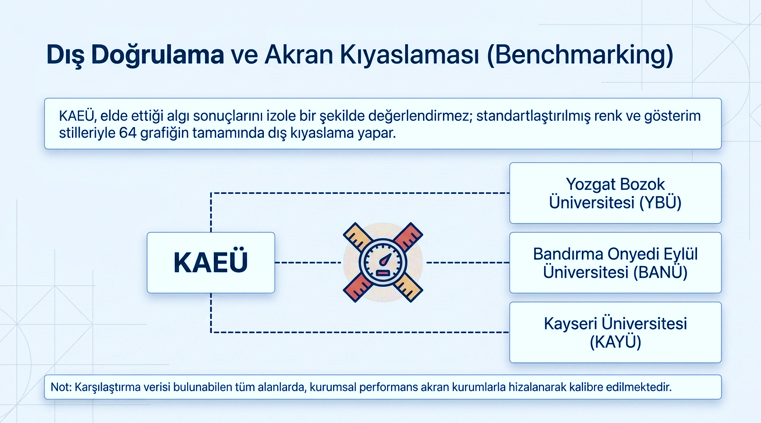 Dış Doğrulama ve Akran Kıyaslaması (Benchmarking)
KAEÜ, elde ettiği algı sonuçlarını izole bir şekilde değerlendirmez; standartlaştırılmış renk ve gösterim
stilleriyle 64 grafiğin tamamında dış kıyaslama yapar.
KAEÜ
Yozgat Bozok
Üniversitesi (YBÜ)
Bandırma Onyedi Eylül
Üniversitesi (BANÜ)
Kayseri Üniversitesi
(KAYÜ)
Not: Karşılaştırma verisi bulunabilen tüm alanlarda, kurumsal performans akran kurumlarla hizalanarak kalibre edilmektedir.